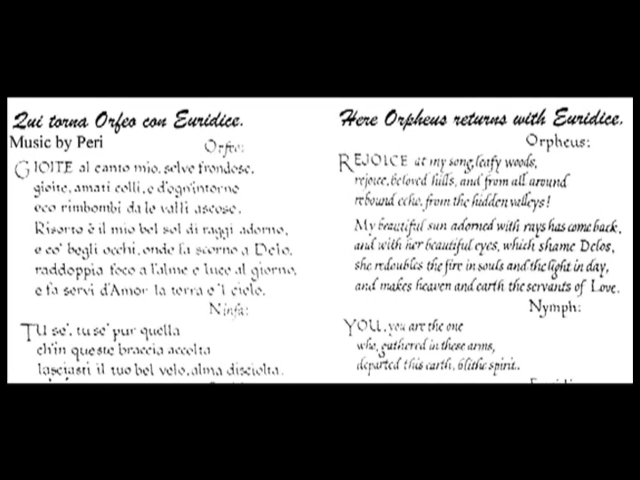 Qui torna Orfeo con Euridice.
Music by Peri
Orfeo:
GIOITE al canto mio, selve frondose,
gioite, amati colli, e d'ogn'intorno
eco rimbombi da le valli ascose.
Risorto è il mio bel sol di raggi adorno,
e co' begli occhi, onde fa scorno a Delo,
raddoppia foco a l'alme e luce al giorno,
e fa servi d'Amor la terra e'l cielo.
Ninfa:
TU se', tu se' pur quella
ch'in queste braccia accolta
lasciasti il tuo bel velo, alma disciolta.
Here Orpheus returns with Euridice.
Orpheus:
REJOICE at my song, leafy woods,
rejoice, beloved hills, and from all around
rebound echo, from the hidden valleys!
My beautiful sun adorned with rays has come back,
and with her beautiful eyes, which shame Delos,
she redoubles the fire in souls and the light in day,
and makes heaven and earth the servants of Love.
Nymph:
YOU, you are the one
who, gathered in these arms,
departed this earth, blithe spirit.